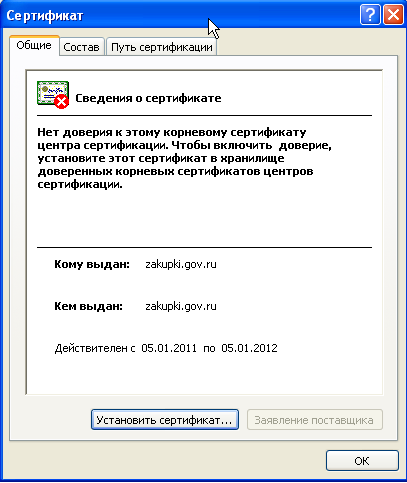 Сертификат
Общие Состав Путь сертификации
Сведения о сертификате
Нет доверия к этому корневому сертификату
центра сертификации. Чтобы включить доверие,
установите этот сертификат в хранилище
доверенных корневых сертификатов центров
сертификации.
Кому выдан: zakupki.gov.ru
Кем выдан: zakupki.gov.ru
Действителен с 05.01.2011 по 05.01.2012
Установить сертификат... Заявление поставщика
ОК